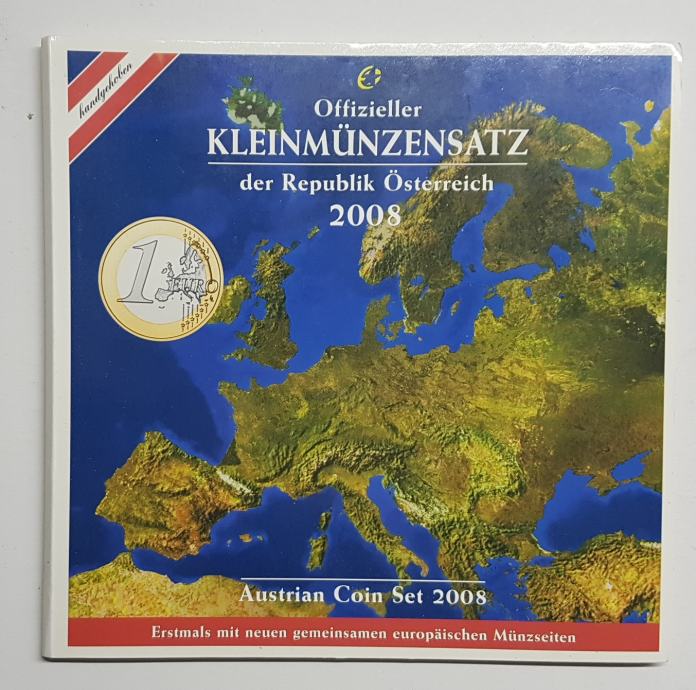 handgehoben
Offizieller
KLEINMÜNZENSATZ
der Republik Österreich
2008
1 EURO
Austrian Coin Set 2008
Erstmals mit neuen gemeinsamen europäischen Münzseiten